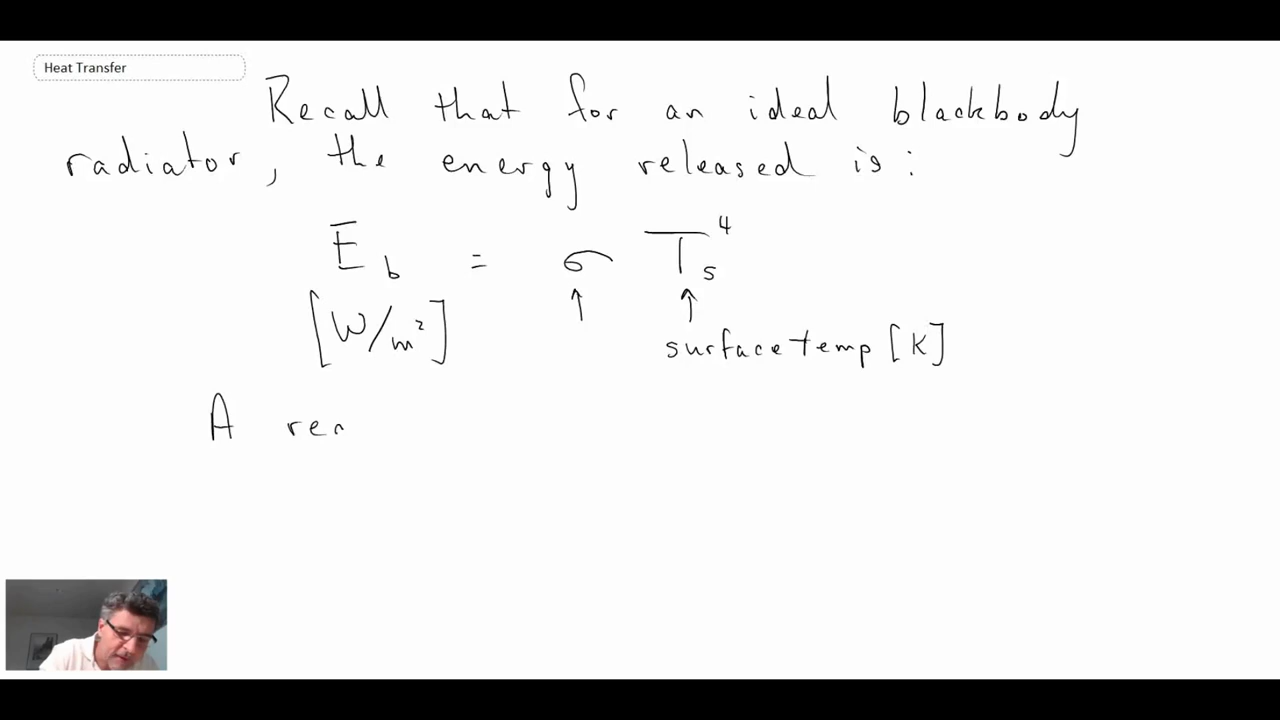 Heat Transfer
Recall that for an ideal blackbody
radiator, the energy released is:
E_b = σ T_s^4
[W/m²] ↑ ↑
surface temp [K]
A rea